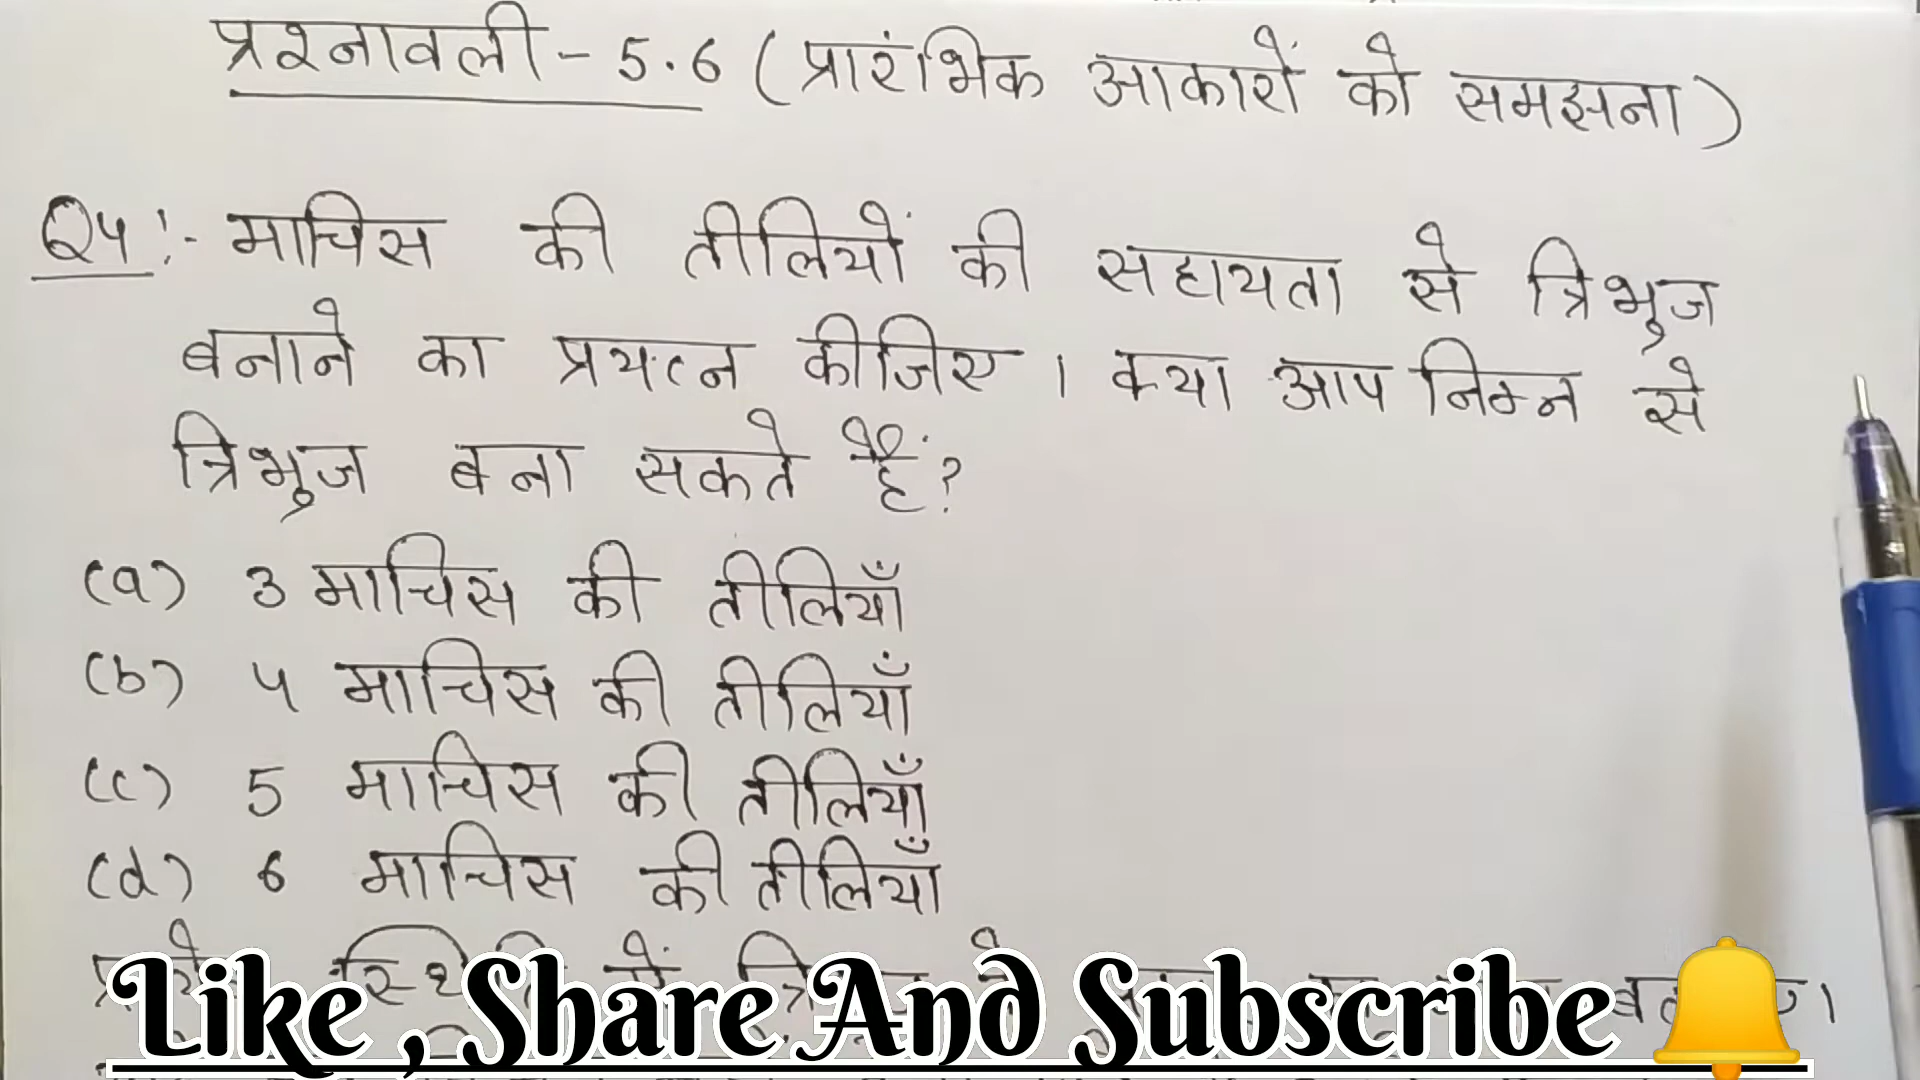 प्रश्नावली - 5.6 (प्रारंभिक आकारों को समझना)
Q4:- माचिस की तीलियों की सहायता से त्रिभुज
बनाने का प्रयत्न कीजिए । क्या आप निम्न से
त्रिभुज बना सकते हैं?
(a) 3 माचिस की तीलियाँ
(b) 4 माचिस की तीलियाँ
(c) 5 माचिस की तीलियाँ
(d) 6 माचिस की तीलियाँ
Like , Share And Subscribe